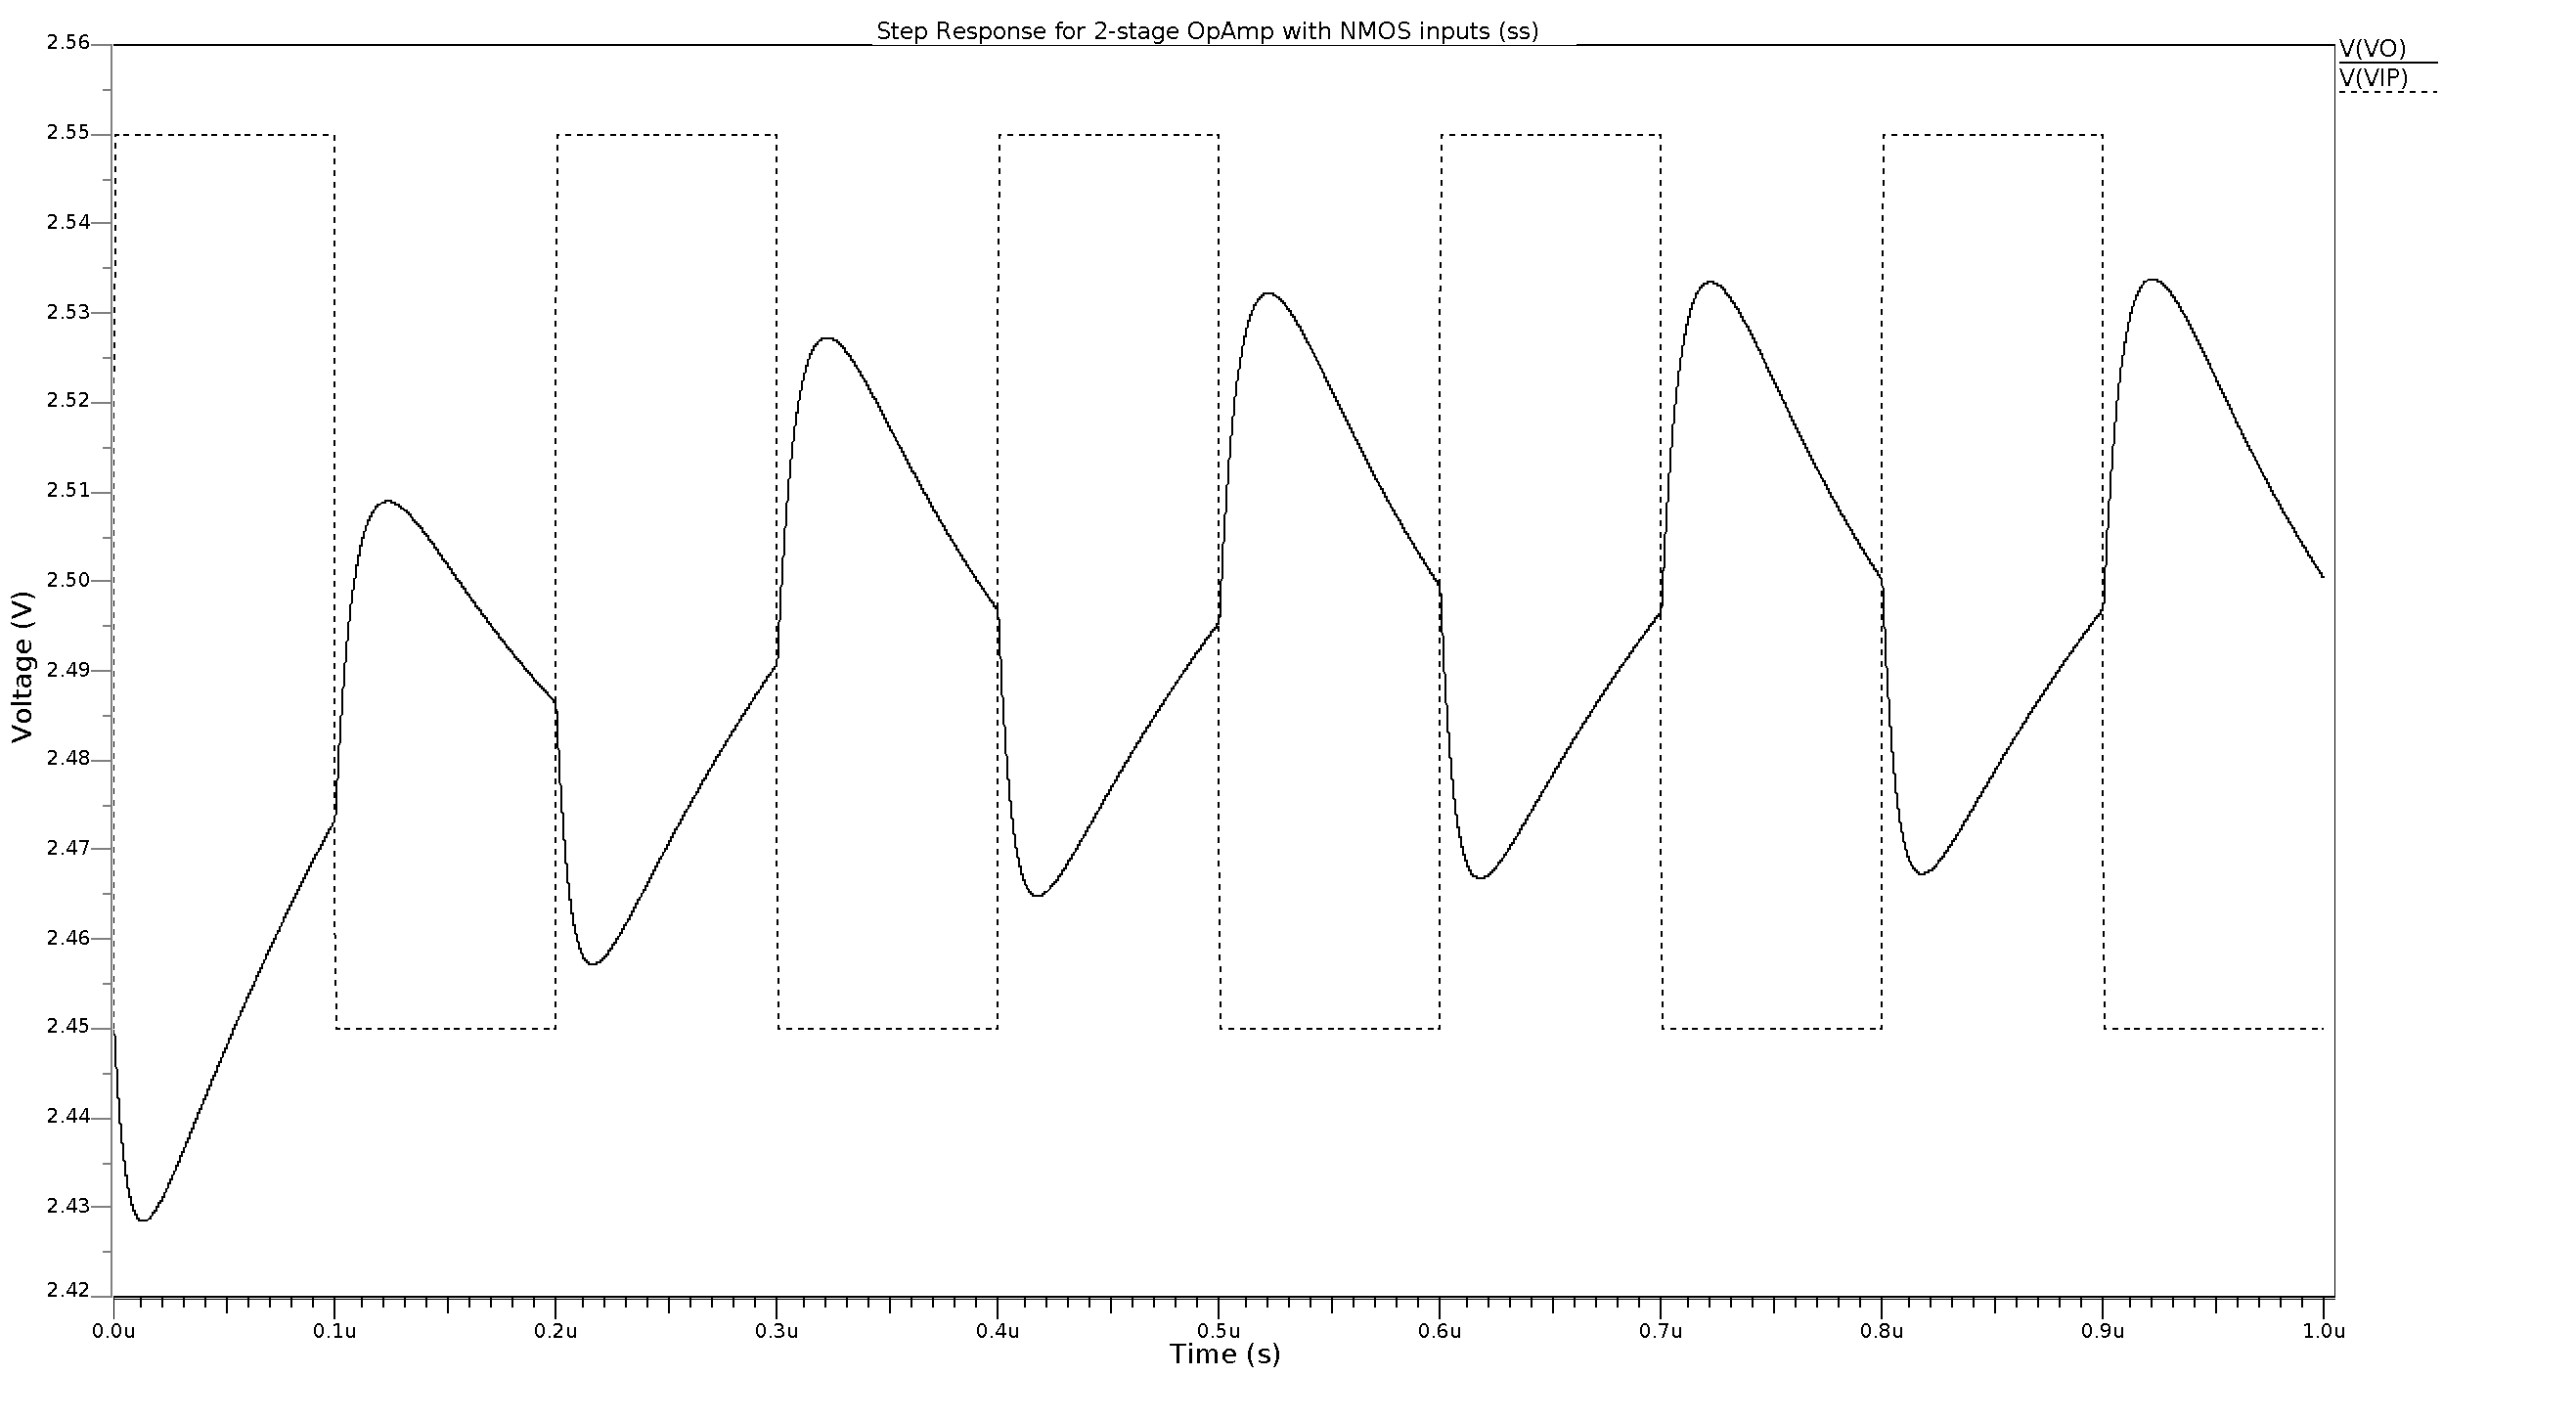 Step Response for 2-stage OpAmp with NMOS inputs (ss)
V(VO)
V(VIP)
2.56
2.55
2.54
2.53
2.52
2.51
2.50
2.49
2.48
2.47
2.46
2.45
2.44
2.43
2.42
Voltage (V)
0.0u 0.1u 0.2u 0.3u 0.4u 0.5u 0.6u 0.7u 0.8u 0.9u 1.0u
Time (s)